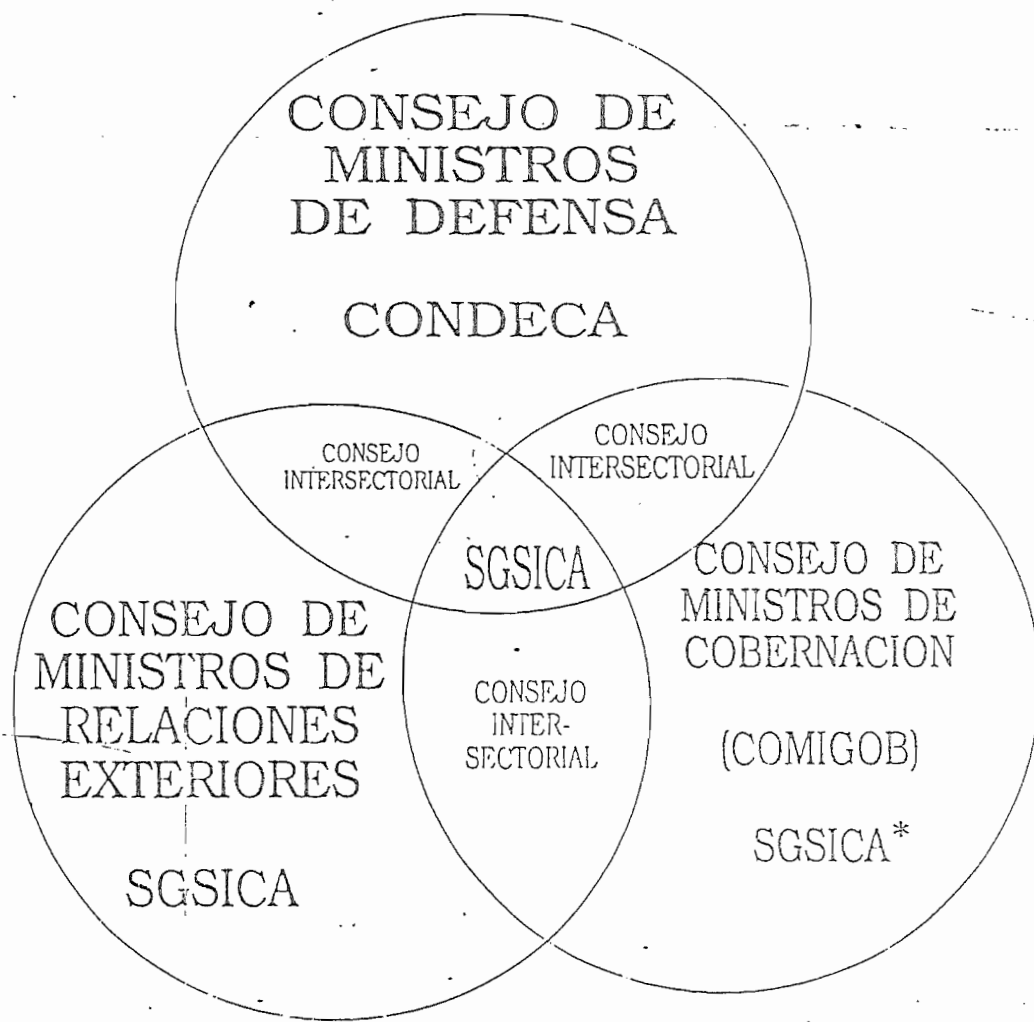 CONSEJO DE
MINISTROS
DE DEFENSA
CONDECA
CONSEJO
INTERSECTORIAL
CONSEJO
INTERSECTORIAL
SGSICA
CONSEJO DE
MINISTROS DE
RELACIONES
EXTERIORES
SGSICA
CONSEJO
INTER-
SECTORIAL
CONSEJO DE
MINISTROS DE
COBERNACION
(COMIGOB)
SGSICA*